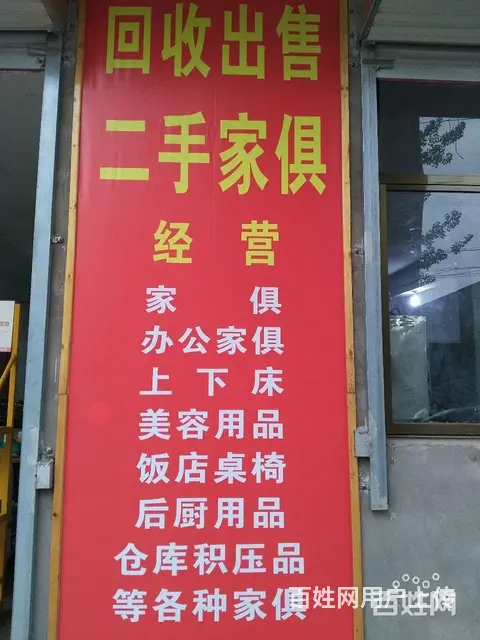 回收出售
二手家俱
经 营
家 俱
办公家俱
上 下 床
美容用品
饭店桌椅
后厨用品
仓库积压品
等各种家俱
百姓网用户上传
百姓网